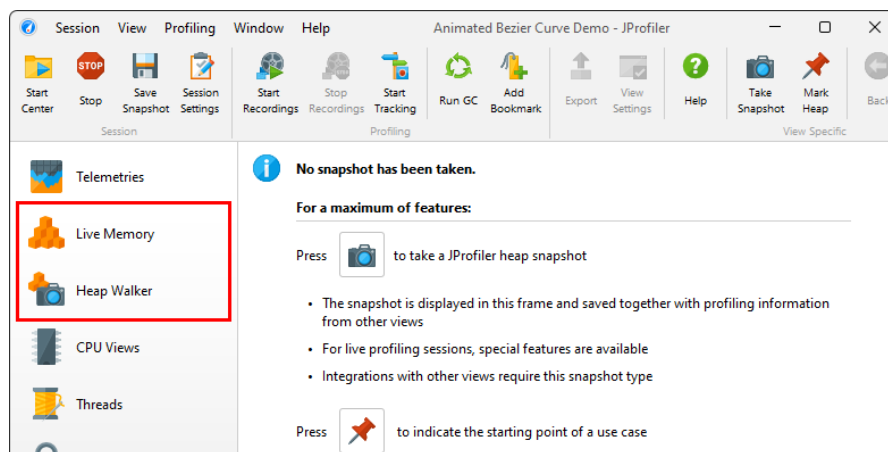 Session View Profiling Window Help Animated Bezier Curve Demo - JProfiler
Start Center
STOP
Stop
Save Snapshot
Session Settings
Start Recordings
Stop Recordings
Start Tracking
Run GC
Add Bookmark
Export
View Settings
Help
Take Snapshot
Mark Heap
Back
Session
Profiling
View Specific
Telemetries
Live Memory
Heap Walker
CPU Views
Threads
No snapshot has been taken.
For a maximum of features:
Press to take a JProfiler heap snapshot
• The snapshot is displayed in this frame and saved together with profiling information
from other views
• For live profiling sessions, special features are available
• Integrations with other views require this snapshot type
Press to indicate the starting point of a use case